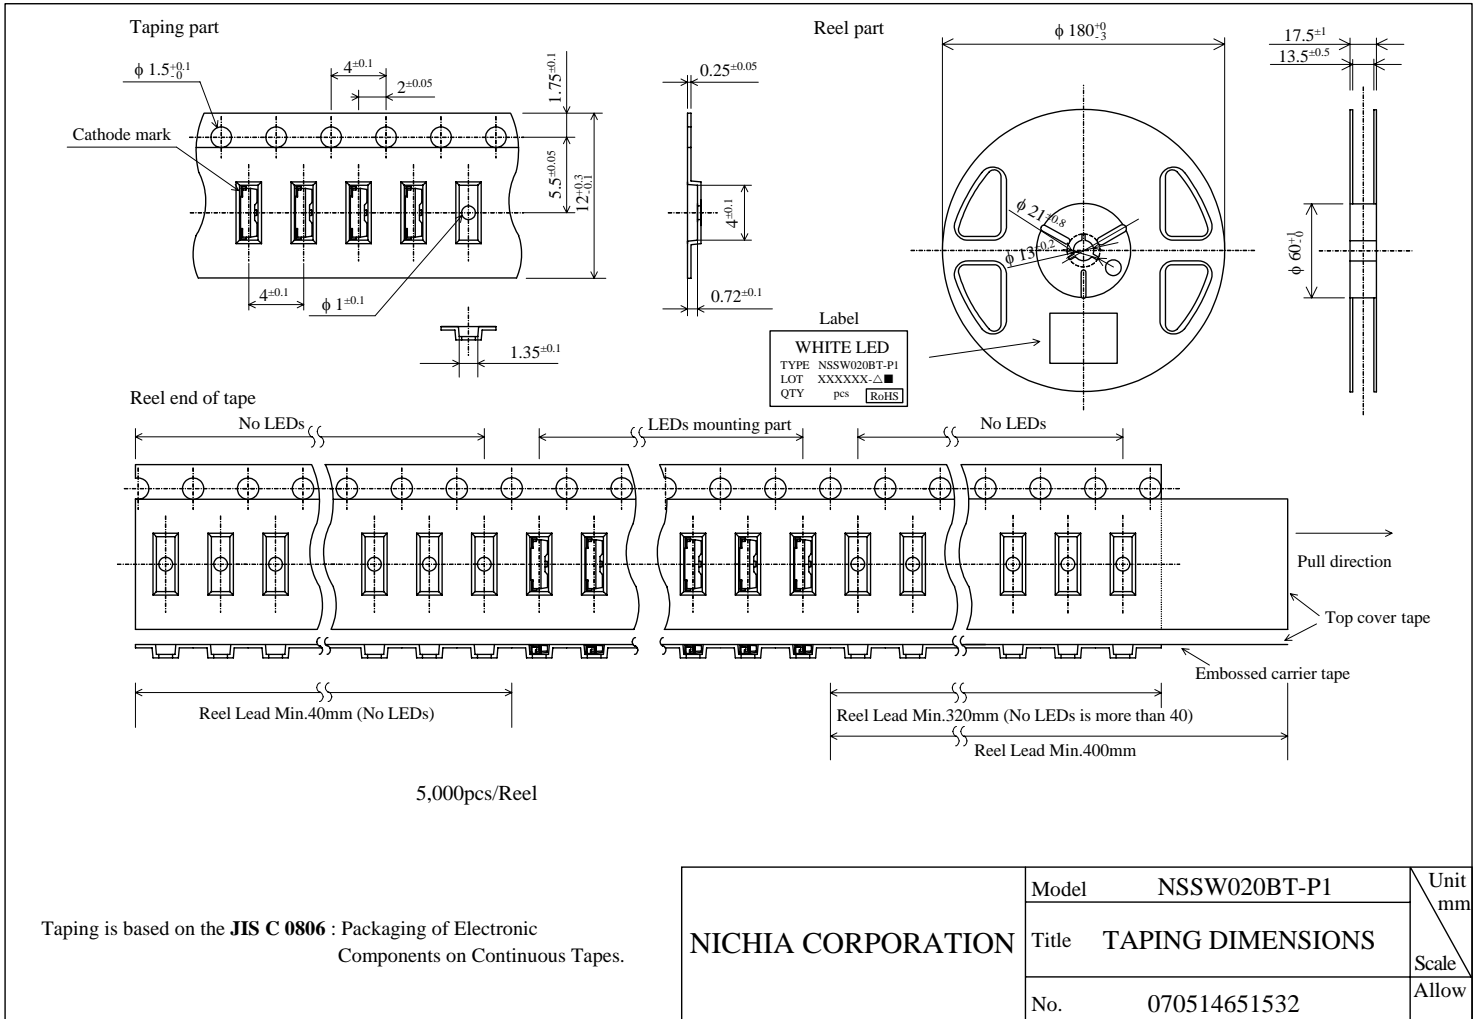 Taping part
Reel part
ϕ 1.5 +0.1 -0
4±0.1
2±0.05
1.75±0.1
0.25±0.05
ϕ 180 +0 -3
17.5±1
13.5±0.5
Cathode mark
5.5±0.05
12 +0.3 -0.1
4±0.1
ϕ 21±0.8
ϕ 13±0.2
ϕ 60 +1 -0
4±0.1
ϕ 1±0.1
0.72±0.1
1.35±0.1
Label
WHITE LED
TYPE NSSW020BT-P1
LOT XXXXXX-△■
QTY pcs RoHS
Reel end of tape
No LEDs
LEDs mounting part
No LEDs
Pull direction
Top cover tape
Embossed carrier tape
Reel Lead Min.40mm (No LEDs)
Reel Lead Min.320mm (No LEDs is more than 40)
Reel Lead Min.400mm
5,000pcs/Reel
Taping is based on the JIS C 0806 : Packaging of Electronic
Components on Continuous Tapes.
NICHIA CORPORATION
Model NSSW020BT-P1
Unit
mm
Title TAPING DIMENSIONS
Scale
No. 070514651532
Allow